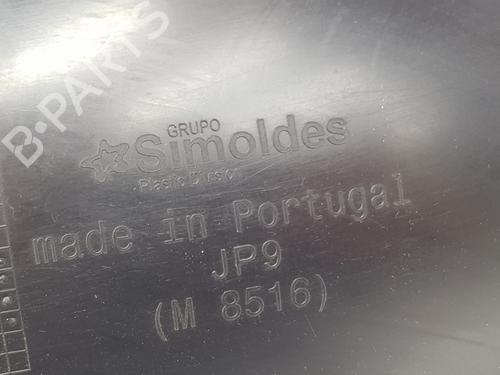 B-PARTS
GRUPO
Simoldes
Plastic Division
made in Portugal
JP9
(M 8516)